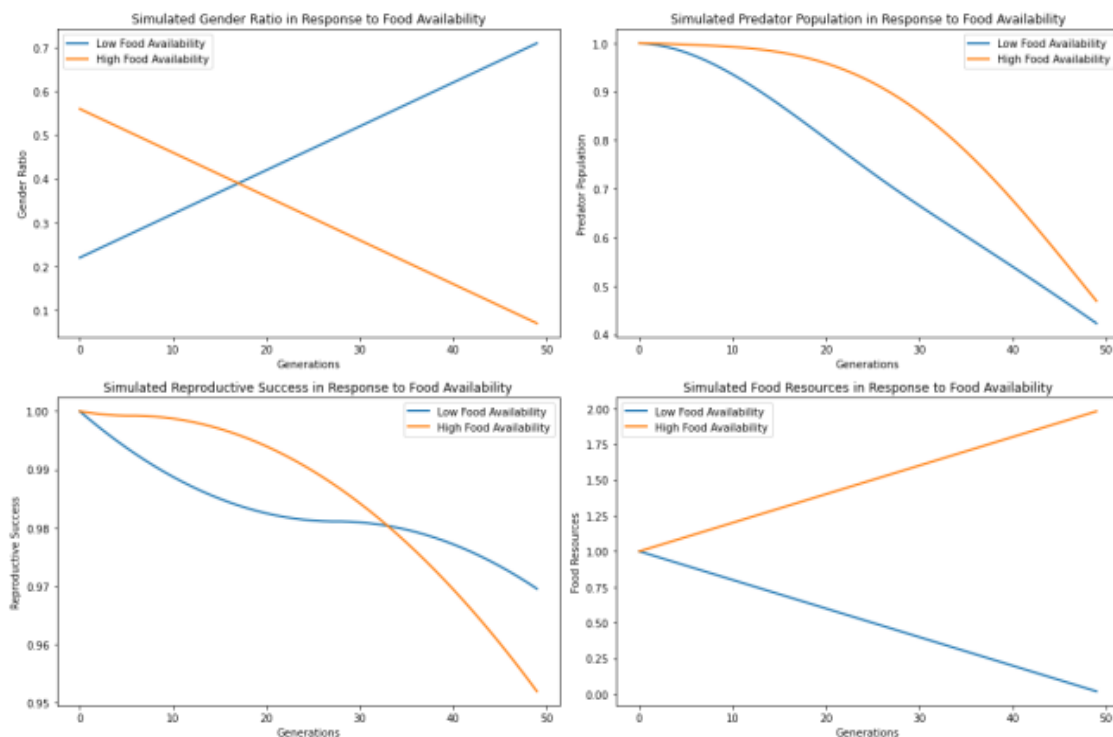 Simulated Gender Ratio in Response to Food Availability
Low Food Availability
High Food Availability
0.7
0.6
0.5
0.4
0.3
0.2
0.1
Gender Ratio
0 10 20 30 40 50
Generations
Simulated Predator Population in Response to Food Availability
Low Food Availability
High Food Availability
1.0
0.9
0.8
0.7
0.6
0.5
0.4
Predator Population
0 10 20 30 40 50
Generations
Simulated Reproductive Success in Response to Food Availability
Low Food Availability
High Food Availability
1.00
0.99
0.98
0.97
0.96
0.95
Reproductive Success
0 10 20 30 40 50
Generations
Simulated Food Resources in Response to Food Availability
Low Food Availability
High Food Availability
2.00
1.75
1.50
1.25
1.00
0.75
0.50
0.25
0.00
Food Resources
0 10 20 30 40 50
Generations